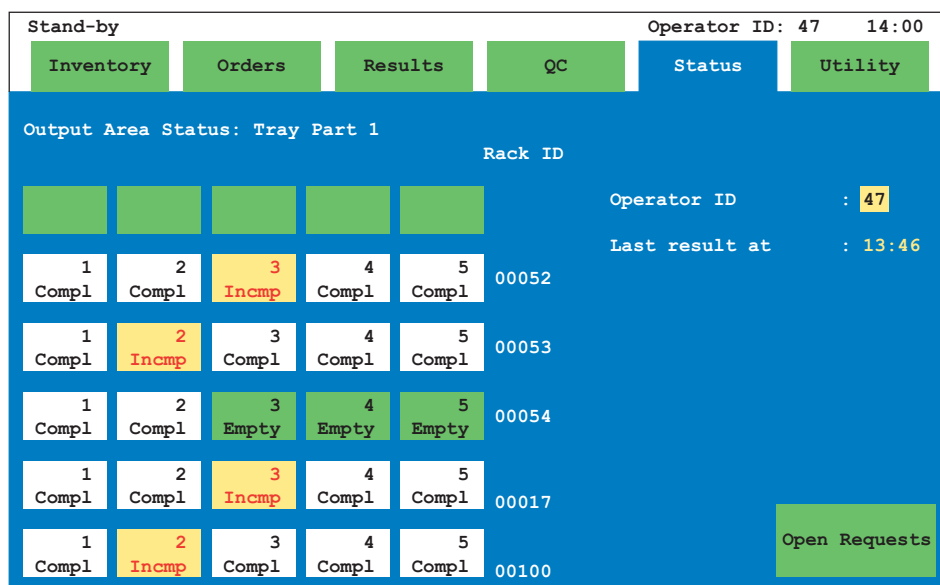 Stand-by Operator ID: 47 14:00
Inventory Orders Results QC Status Utility
Output Area Status: Tray Part 1
Rack ID
Operator ID : 47
Last result at : 13:46
1 2 3 4 5
Compl Compl Incmp Compl Compl 00052
1 2 3 4 5
Compl Incmp Compl Compl Compl 00053
1 2 3 4 5
Compl Compl Empty Empty Empty 00054
1 2 3 4 5
Compl Compl Incmp Compl Compl 00017
1 2 3 4 5
Compl Incmp Compl Compl Compl 00100
Open Requests